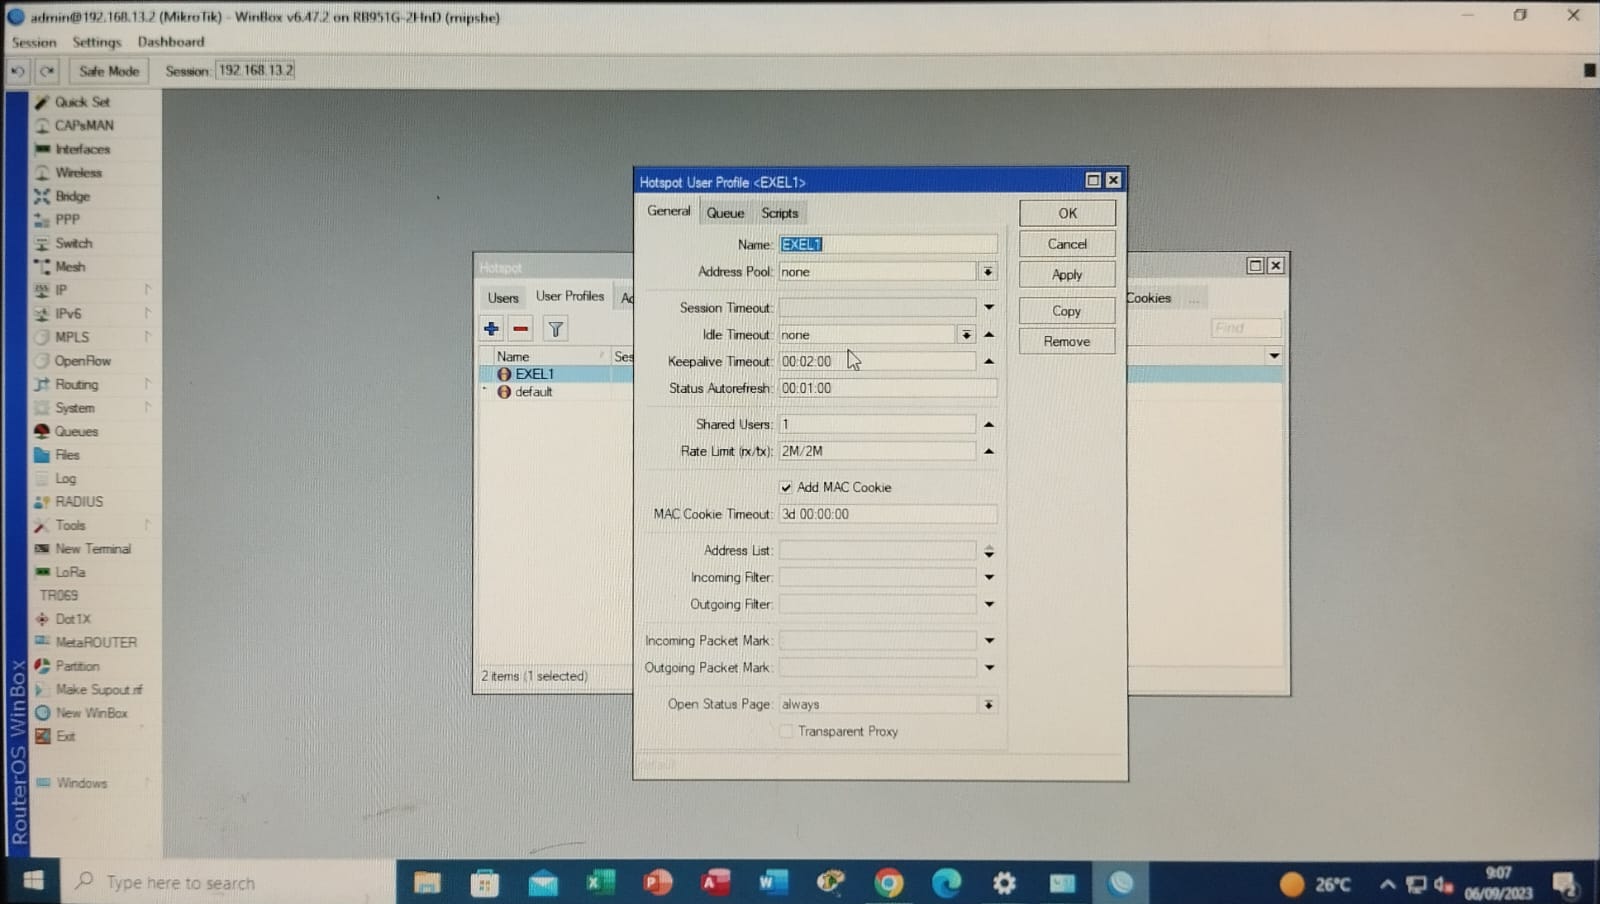 admin@192.168.13.2 (MikroTik) - WinBox v6.47.2 on RB951G-2HnD (mipsbe)
Session Settings Dashboard
Safe Mode Session: 192.168.13.2
Quick Set
CAPsMAN
Interfaces
Wireless
Bridge
PPP
Switch
Mesh
IP
IPv6
MPLS
OpenFlow
Routing
System
Queues
Files
Log
RADIUS
Tools
New Terminal
LoRa
TR069
Dot1X
MetaROUTER
Partition
Make Supout.rif
New WinBox
Exit
Windows
RouterOS WinBox
Hotspot
Users User Profiles Ac
Cookies ...
Find
Name Ses
EXEL1
* default
2 items (1 selected)
Hotspot User Profile <EXEL1>
General Queue Scripts
Name: EXEL1
Address Pool: none
Session Timeout:
Idle Timeout: none
Keepalive Timeout: 00:02:00
Status Autorefresh: 00:01:00
Shared Users: 1
Rate Limit (rx/tx): 2M/2M
Add MAC Cookie
MAC Cookie Timeout: 3d 00:00:00
Address List:
Incoming Filter:
Outgoing Filter:
Incoming Packet Mark:
Outgoing Packet Mark:
Open Status Page: always
Transparent Proxy
default
OK
Cancel
Apply
Copy
Remove
Type here to search
26°C
9:07
06/09/2023
2